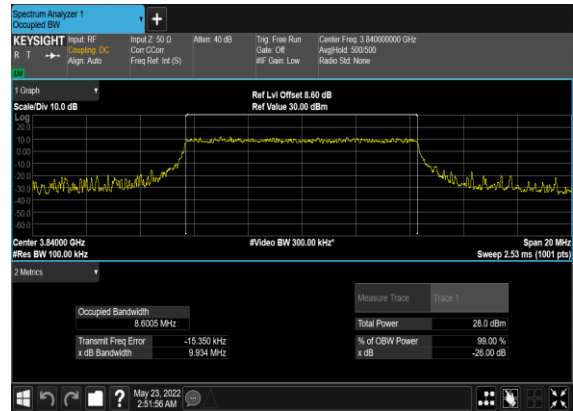 Spectrum Analyzer 1
Occupied BW
+
KEYSIGHT
R T
LXI
Input: RF
Coupling: DC
Align: Auto
Input Z: 50 Ω
Corr CCorr
Freq Ref: Int (S)
Atten: 40 dB
Trig: Free Run
Gate: Off
#IF Gain: Low
Center Freq: 3.840000000 GHz
Avg|Hold: 500/500
Radio Std: None
1 Graph
Scale/Div 10.0 dB
Ref Lvl Offset 8.60 dB
Ref Value 30.00 dBm
Log
20.0
10.0
0.00
-10.0
-20.0
-30.0
-40.0
-50.0
-60.0
Center 3.84000 GHz
#Res BW 100.00 kHz
#Video BW 300.00 kHz*
Span 20 MHz
Sweep 2.53 ms (1001 pts)
2 Metrics
Measure Trace
Trace 1
Occupied Bandwidth
8.6005 MHz
Total Power
28.0 dBm
Transmit Freq Error
-15.350 kHz
% of OBW Power
99.00 %
x dB Bandwidth
9.934 MHz
x dB
-26.00 dB
?
May 23, 2022
2:51:56 AM